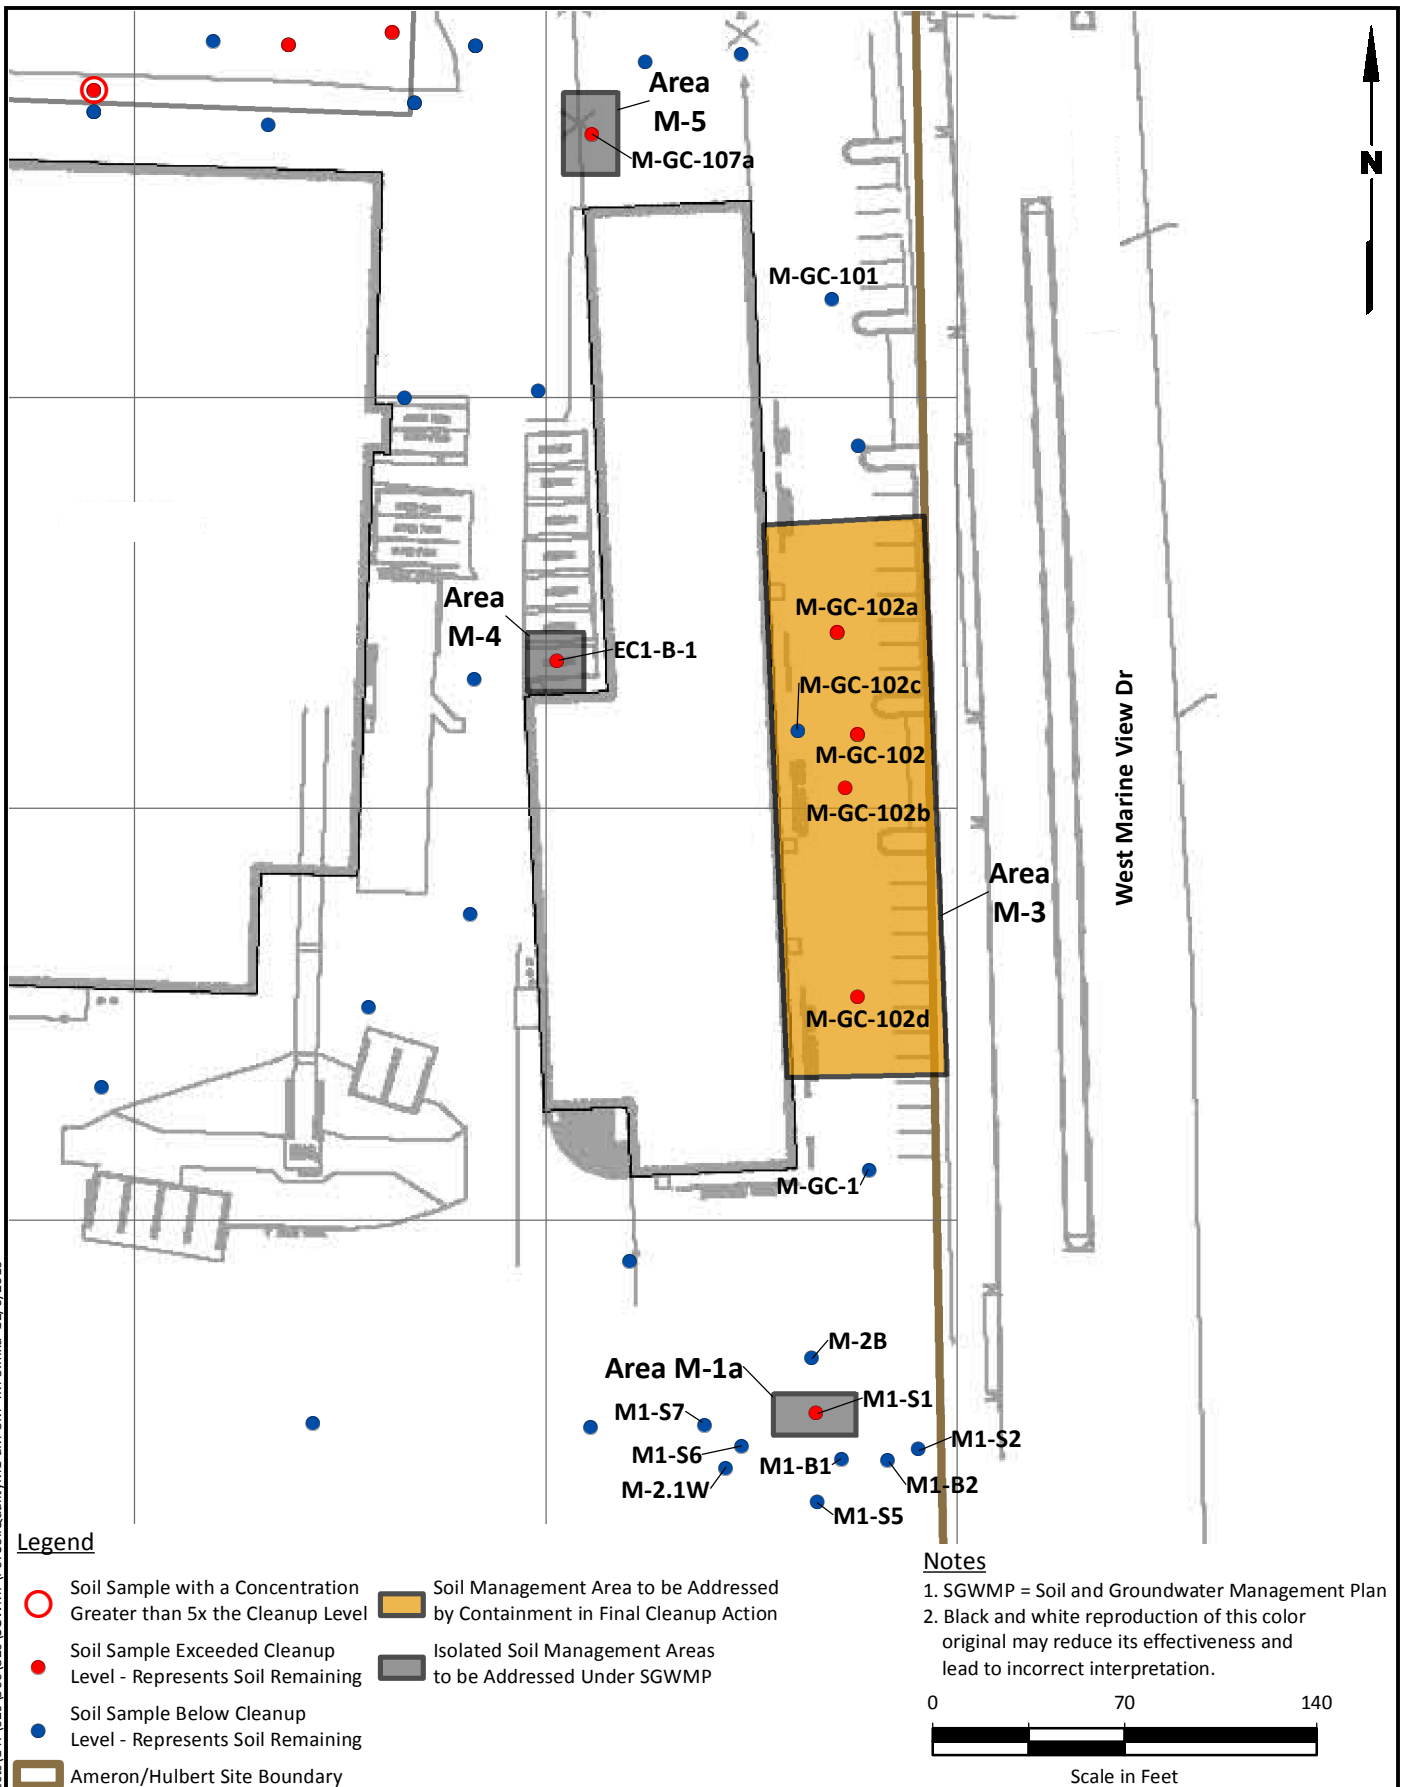 Area
M-5
M-GC-107a
N
M-GC-101
M-GC-102a
Area
M-4
EC1-B-1
M-GC-102c
M-GC-102
M-GC-102b
West Marine View Dr
Area
M-3
M-GC-102d
M-GC-1
M-2B
Area M-1a
M1-S1
M1-S7
M1-S6
M-2.1W
M1-B1
M1-S2
M1-B2
M1-S5
Legend
Soil Sample with a Concentration
Greater than 5x the Cleanup Level
Soil Sample Exceeded Cleanup
Level - Represents Soil Remaining
Soil Sample Below Cleanup
Level - Represents Soil Remaining
Ameron/Hulbert Site Boundary
Soil Management Area to be Addressed
by Containment in Final Cleanup Action
Isolated Soil Management Areas
to be Addressed Under SGWMP
Notes
1. SGWMP = Soil and Groundwater Management Plan
2. Black and white reproduction of this color
original may reduce its effectiveness and
lead to incorrect interpretation.
0 70 140
Scale in Feet